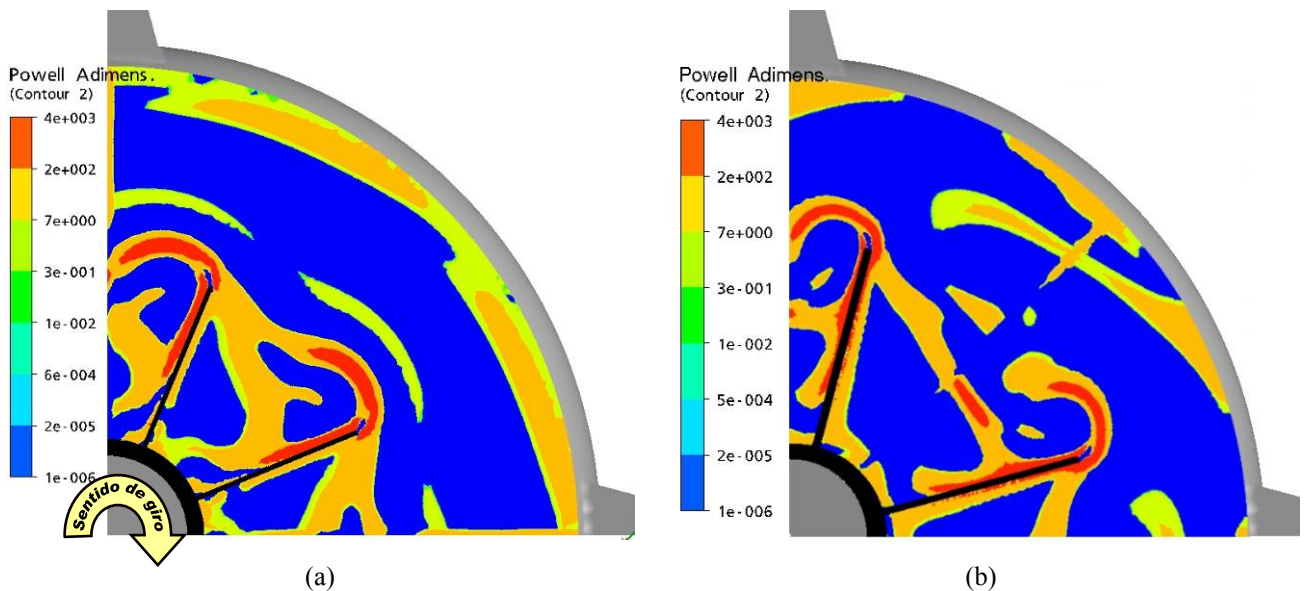 Powell Adimens.
(Contour 2)
4e+003
2e+002
7e+000
3e-001
1e-002
6e-004
2e-005
1e-006
Sentido de giro
(a)
Powell Adimens.
(Contour 2)
4e+003
2e+002
7e+000
3e-001
1e-002
5e-004
2e-005
1e-006
(b)